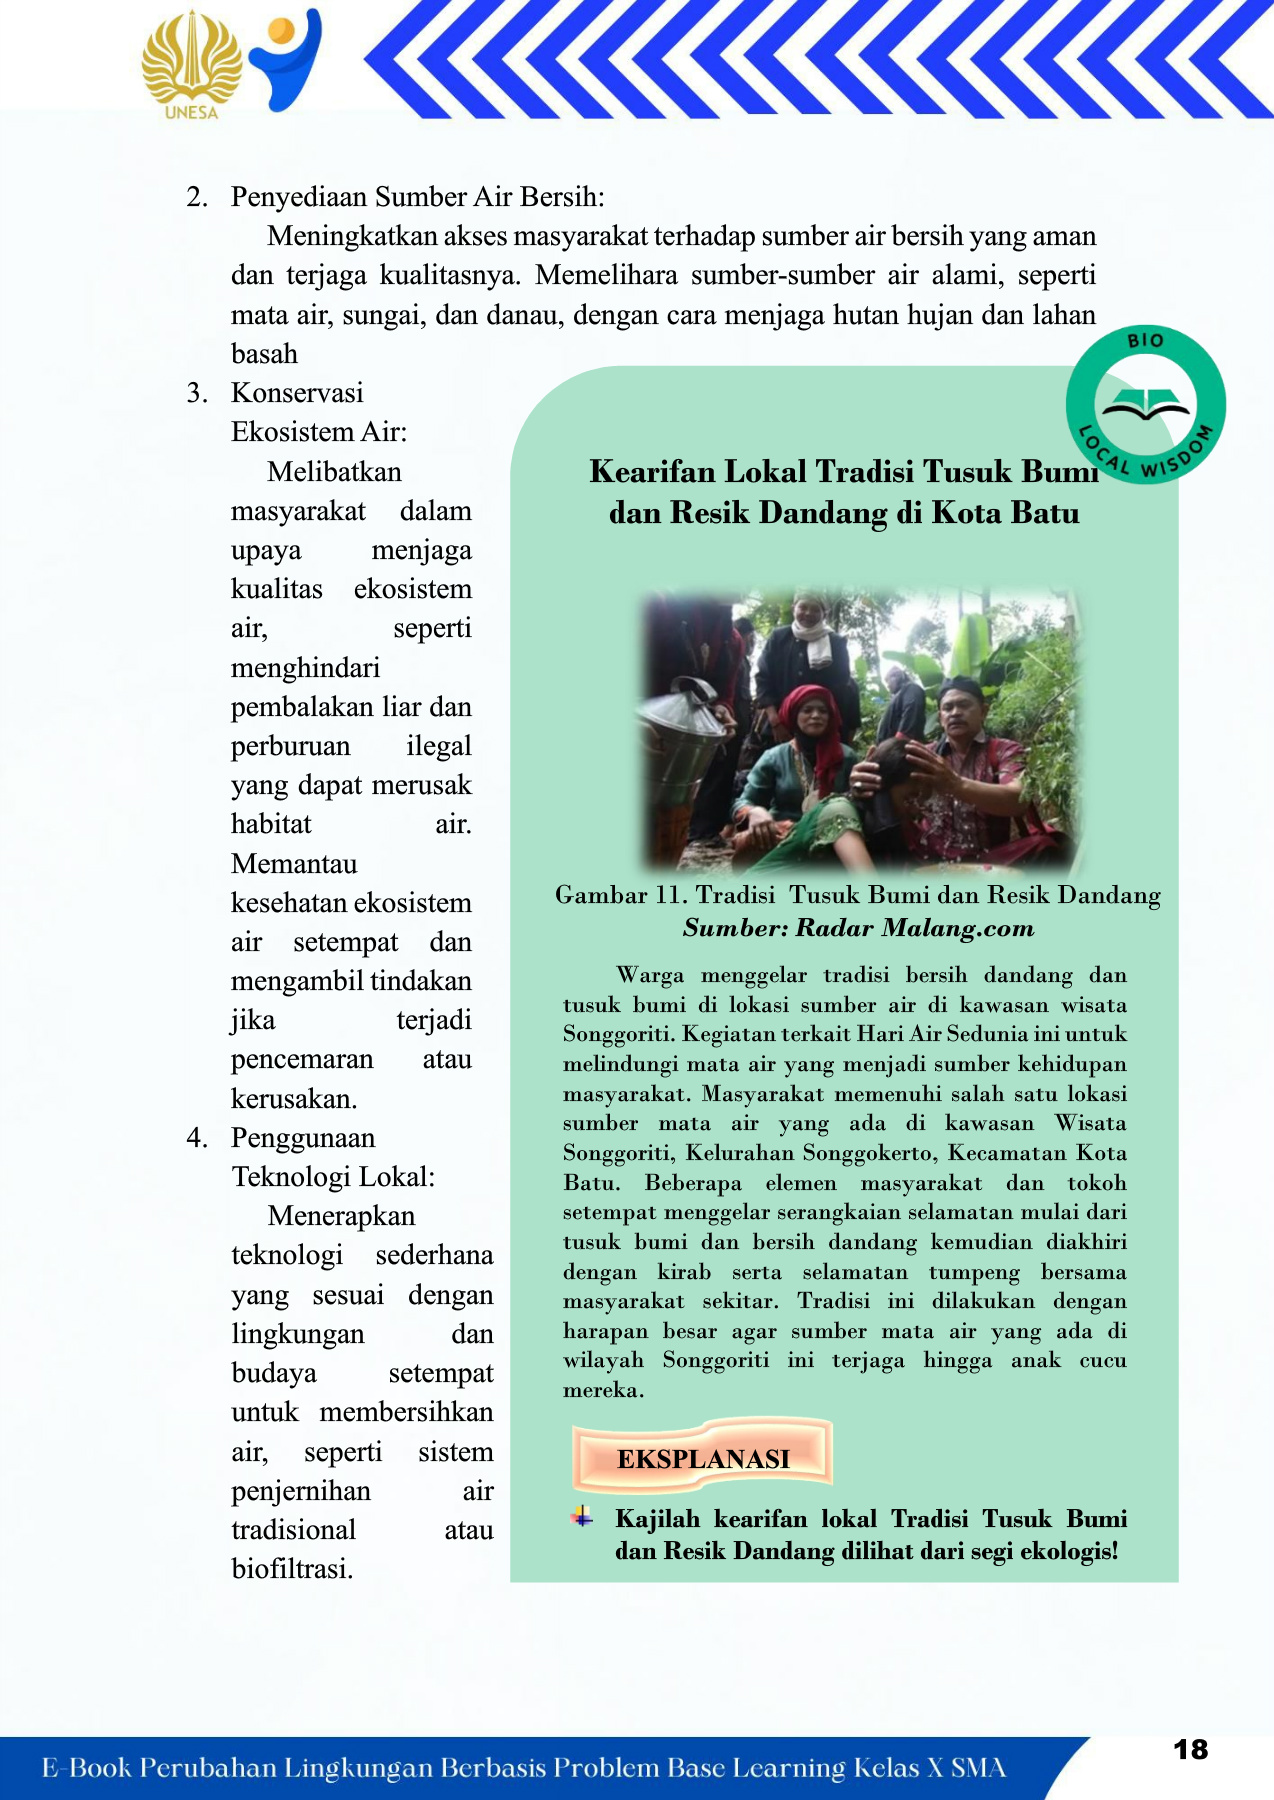 UNESA
2. Penyediaan Sumber Air Bersih:
Meningkatkan akses masyarakat terhadap sumber air bersih yang aman
dan terjaga kualitasnya. Memelihara sumber-sumber air alami, seperti
mata air, sungai, dan danau, dengan cara menjaga hutan hujan dan lahan
basah
3. Konservasi
Ekosistem Air:
Melibatkan
masyarakat dalam
upaya menjaga
kualitas ekosistem
air, seperti
menghindari
pembalakan liar dan
perburuan ilegal
yang dapat merusak
habitat air.
Memantau
kesehatan ekosistem
air setempat dan
mengambil tindakan
jika terjadi
pencemaran atau
kerusakan.
4. Penggunaan
Teknologi Lokal:
Menerapkan
teknologi sederhana
yang sesuai dengan
lingkungan dan
budaya setempat
untuk membersihkan
air, seperti sistem
penjernihan air
tradisional atau
biofiltrasi.
BIO
LOCAL WISDOM
Kearifan Lokal Tradisi Tusuk Bumi
dan Resik Dandang di Kota Batu
Gambar 11. Tradisi Tusuk Bumi dan Resik Dandang
Sumber: Radar Malang.com
Warga menggelar tradisi bersih dandang dan
tusuk bumi di lokasi sumber air di kawasan wisata
Songgoriti. Kegiatan terkait Hari Air Sedunia ini untuk
melindungi mata air yang menjadi sumber kehidupan
masyarakat. Masyarakat memenuhi salah satu lokasi
sumber mata air yang ada di kawasan Wisata
Songgoriti, Kelurahan Songgokerto, Kecamatan Kota
Batu. Beberapa elemen masyarakat dan tokoh
setempat menggelar serangkaian selamatan mulai dari
tusuk bumi dan bersih dandang kemudian diakhiri
dengan kirab serta selamatan tumpeng bersama
masyarakat sekitar. Tradisi ini dilakukan dengan
harapan besar agar sumber mata air yang ada di
wilayah Songgoriti ini terjaga hingga anak cucu
mereka.
EKSPLANASI
Kajilah kearifan lokal Tradisi Tusuk Bumi
dan Resik Dandang dilihat dari segi ekologis!
E-Book Perubahan Lingkungan Berbasis Problem Base Learning Kelas X SMA
18